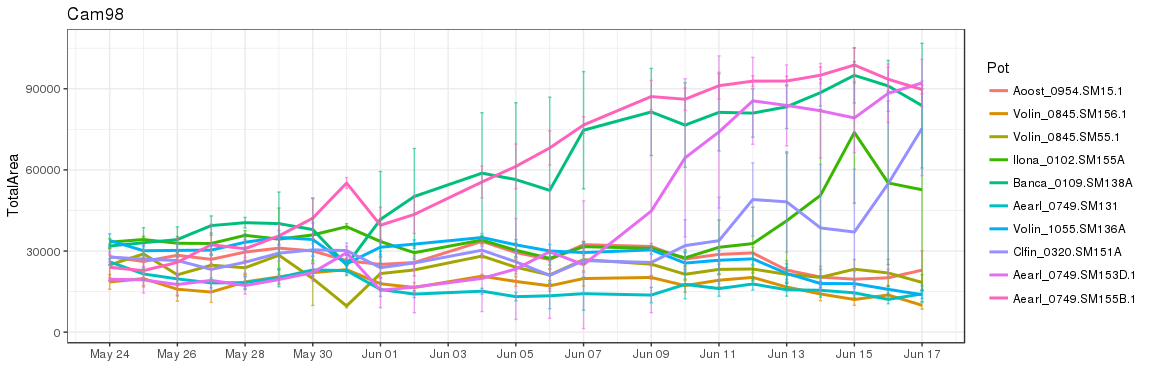 Cam98
TotalArea
90000
60000
30000
0
May 24
May 26
May 28
May 30
Jun 01
Jun 03
Jun 05
Jun 07
Jun 09
Jun 11
Jun 13
Jun 15
Jun 17
Pot
Aoost_0954.SM15.1
Volin_0845.SM156.1
Volin_0845.SM55.1
Ilona_0102.SM155A
Banca_0109.SM138A
Aearl_0749.SM131
Volin_1055.SM136A
Clfin_0320.SM151A
Aearl_0749.SM153D.1
Aearl_0749.SM155B.1